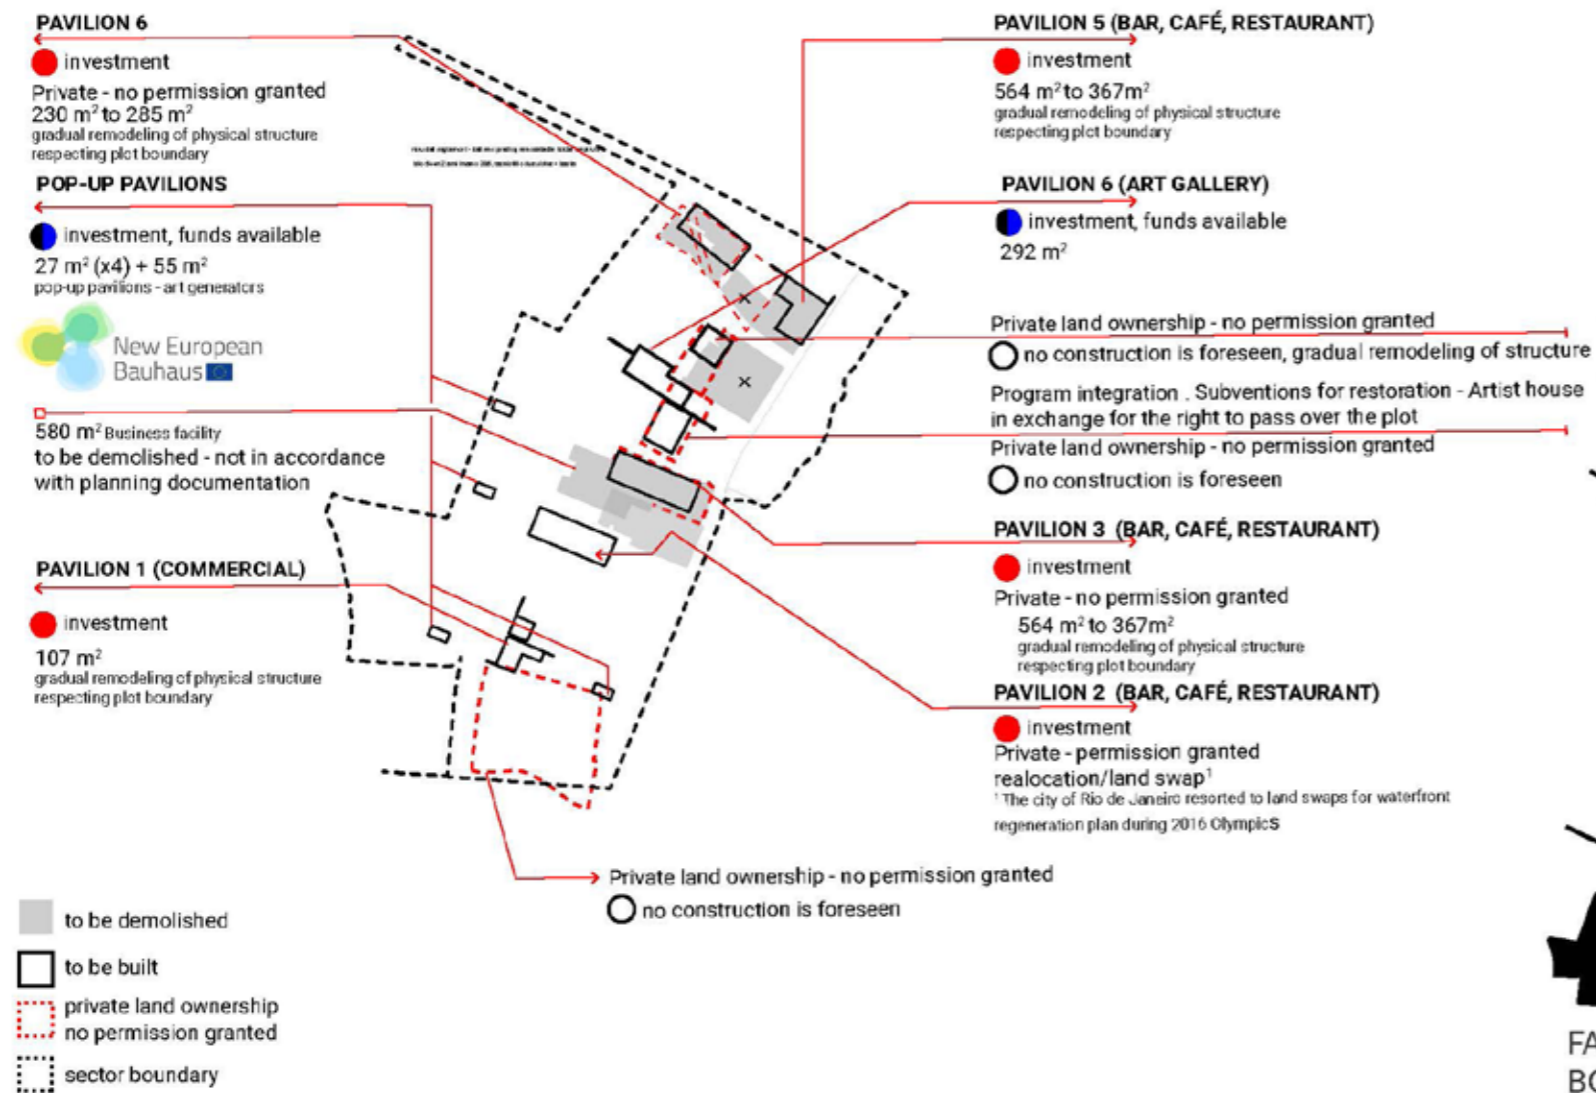 PAVILION 6
investment
Private - no permission granted
230 m² to 285 m²
gradual remodeling of physical structure
respecting plot boundary
POP-UP PAVILIONS
investment, funds available
27 m² (x4) + 55 m²
pop-up pavilions - art generators
New European
Bauhaus
580 m² Business facility
to be demolished - not in accordance
with planning documentation
PAVILION 1 (COMMERCIAL)
investment
107 m²
gradual remodeling of physical structure
respecting plot boundary
PAVILION 5 (BAR, CAFÉ, RESTAURANT)
investment
564 m² to 367m²
gradual remodeling of physical structure
respecting plot boundary
PAVILION 6 (ART GALLERY)
investment, funds available
292 m²
Private land ownership - no permission granted
no construction is foreseen, gradual remodeling of structure
Program integration . Subventions for restoration - Artist house
in exchange for the right to pass over the plot
Private land ownership - no permission granted
no construction is foreseen
PAVILION 3 (BAR, CAFÉ, RESTAURANT)
investment
Private - no permission granted
564 m² to 367m²
gradual remodeling of physical structure
respecting plot boundary
PAVILION 2 (BAR, CAFÉ, RESTAURANT)
investment
Private - permission granted
realocation/land swap¹
¹ The city of Rio de Janeiro resorted to land swaps for waterfront
regeneration plan during 2016 OlympicS
Private land ownership - no permission granted
no construction is foreseen
to be demolished
to be built
private land ownership
no permission granted
sector boundary
FA
BO